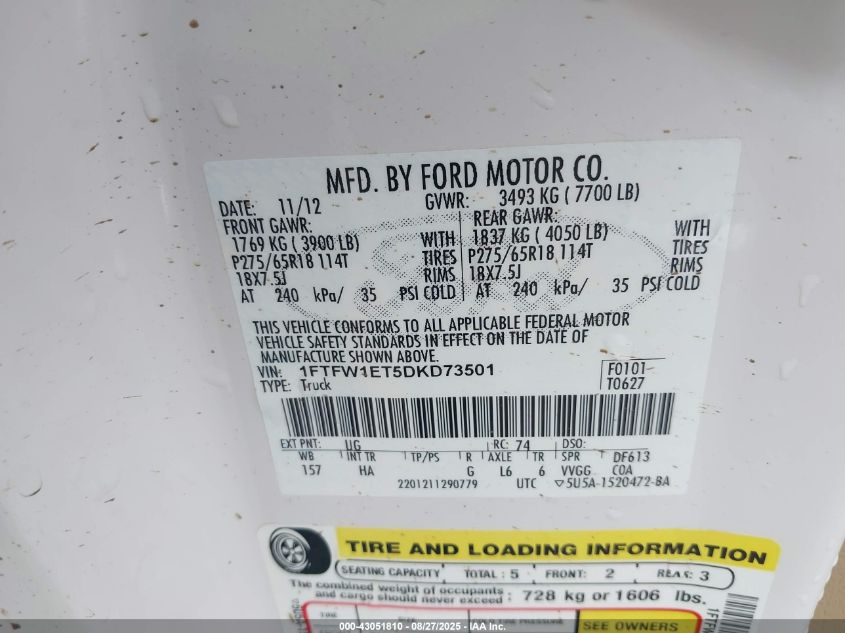 MFD. BY FORD MOTOR CO.
DATE: 11/12 GVWR: 3493 KG ( 7700 LB)
FRONT GAWR: REAR GAWR:
1769 KG ( 3900 LB) WITH 1837 KG ( 4050 LB) WITH
P275/65R18 114T TIRES P275/65R18 114T TIRES
18X7.5J RIMS 18X7.5J RIMS
AT 240 kPa/ 35 PSI COLD AT 240 kPa/ 35 PSI COLD
THIS VEHICLE CONFORMS TO ALL APPLICABLE FEDERAL MOTOR
VEHICLE SAFETY STANDARDS IN EFFECT ON THE DATE OF
MANUFACTURE SHOWN ABOVE.
VIN: 1FTFW1ET5DKD73501 F0101
TYPE: Truck T0627
EXT PNT: UG RC: 74 DSO:
WB INT TR TP/PS R AXLE TR SPR DF613
157 HA G L6 6 VVGG COA
2201211290779 UTC ▽5U5A-1520472-BA
TIRE AND LOADING INFORMATION
SEATING CAPACITY TOTAL : 5 FRONT: 2 REAR: 3
The combined weight of occupants
and cargo should never exceed: 728 kg or 1606 lbs.
SEE OWNERS
000-43051810 - 08/27/2025 - IAA Inc.